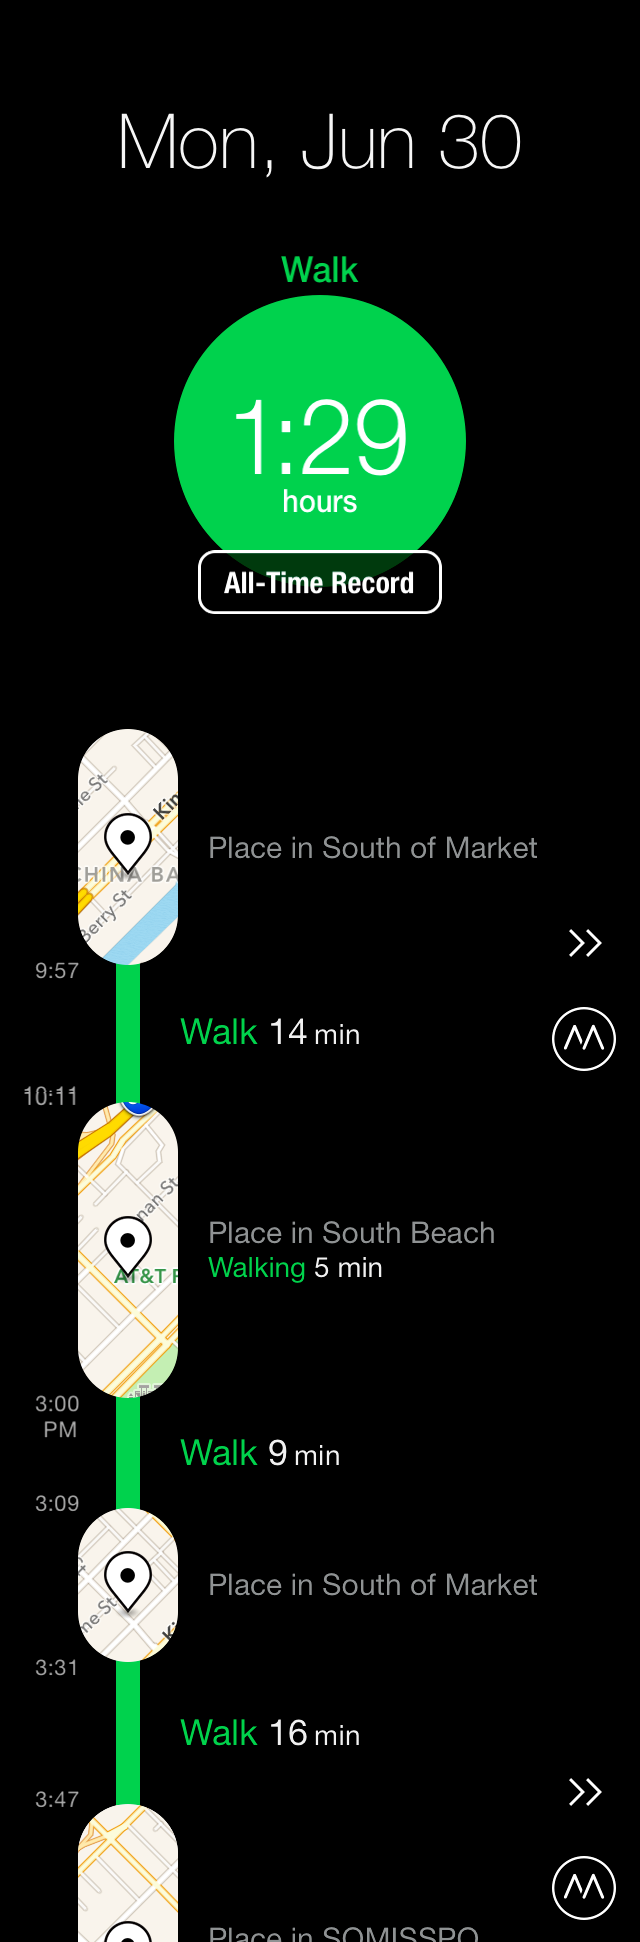 Mon, Jun 30
Walk
1:29
hours
All-Time Record
ne-St
Kin
CHINA BA
Berry-St
Place in South of Market
9:57
Walk 14 min
10:11
nan-St
AT&T
Place in South Beach
Walking 5 min
3:00
PM
Walk 9 min
3:09
Place in South of Market
ne-St
Ki
3:31
Walk 16 min
3:47
Place in SOMISSPO